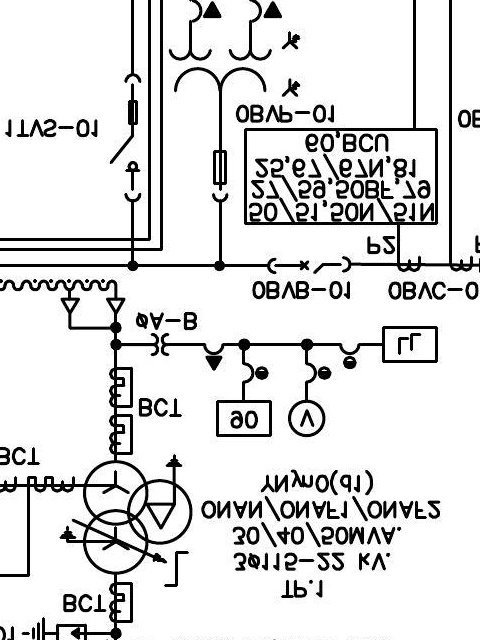 01-
BCT
TP.1
3ø115-22 kV.
30/40/50MVA.
ONAN/ONAF1/ONAF2
YNyn0(d1)
BCT
BCT
90
V
LL
øA-B
0BVB-01
0BVC-0
P2
50/51,50N/51N
27/59,50BF,79
25,67/67N,81
60,BCU
0BVP-01
1TVS-01